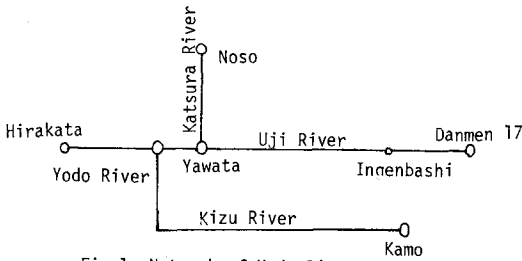 Katsura River
Noso
Hirakata
Uji River
Danmen 17
Yodo River
Yawata
Ingenbashi
Kizu River
Kamo